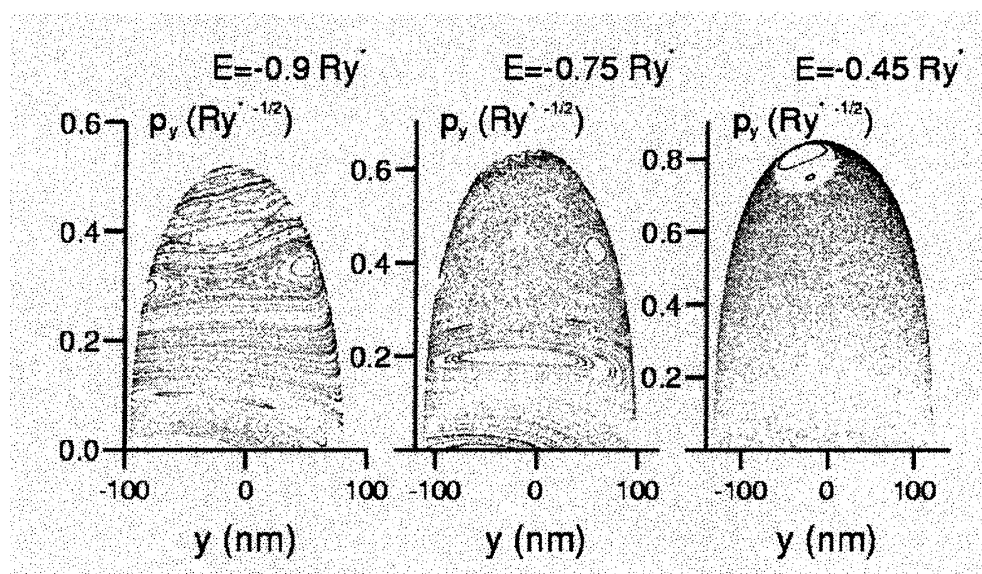 E=-0.9 Ry* E=-0.75 Ry* E=-0.45 Ry*
p_y (Ry* -1/2) p_y (Ry* -1/2) p_y (Ry* -1/2)
0.6 0.6 0.8
0.4 0.4 0.6
0.2 0.2 0.4
0.0 0.2
-100 0 100 -100 0 100 -100 0 100
y (nm) y (nm) y (nm)